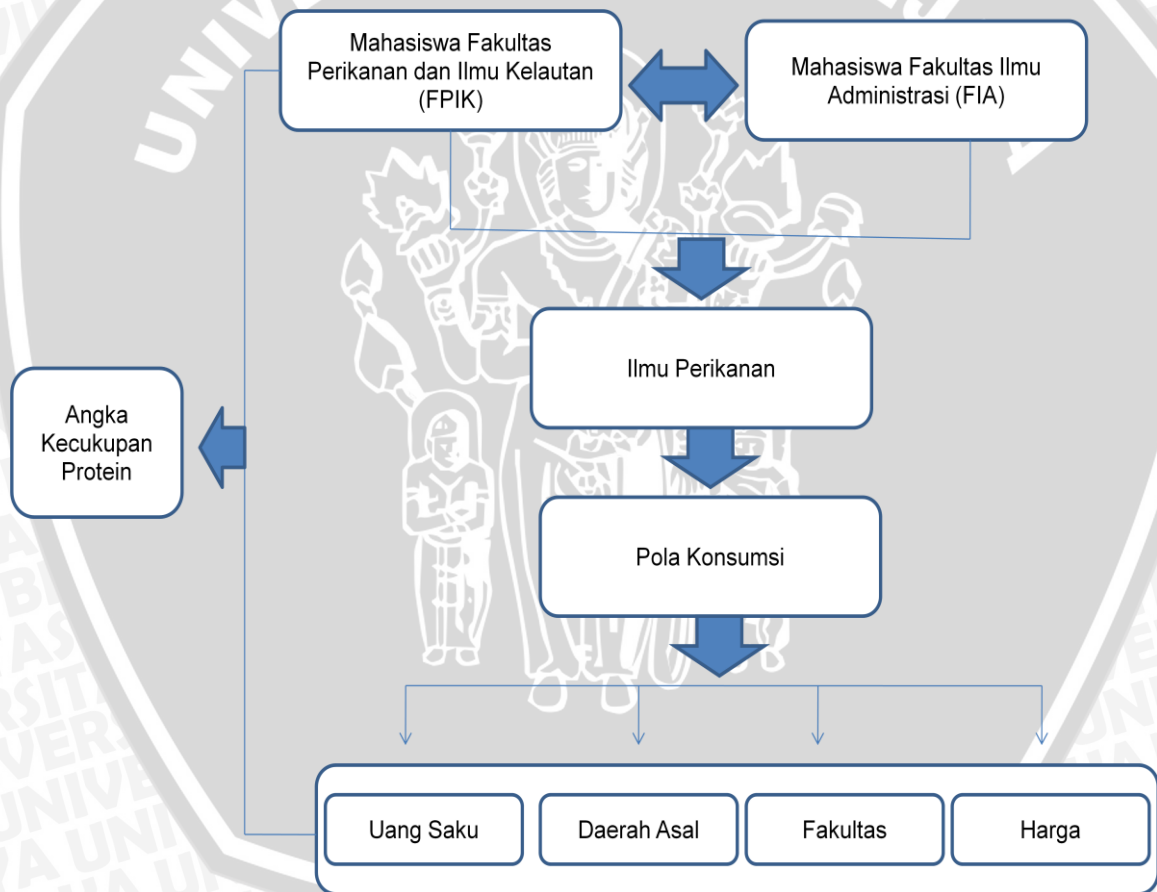 Mahasiswa Fakultas
Perikanan dan Ilmu Kelautan
(FPIK)
Mahasiswa Fakultas Ilmu
Administrasi (FIA)
Ilmu Perikanan
Angka
Kecukupan
Protein
Pola Konsumsi
Uang Saku
Daerah Asal
Fakultas
Harga